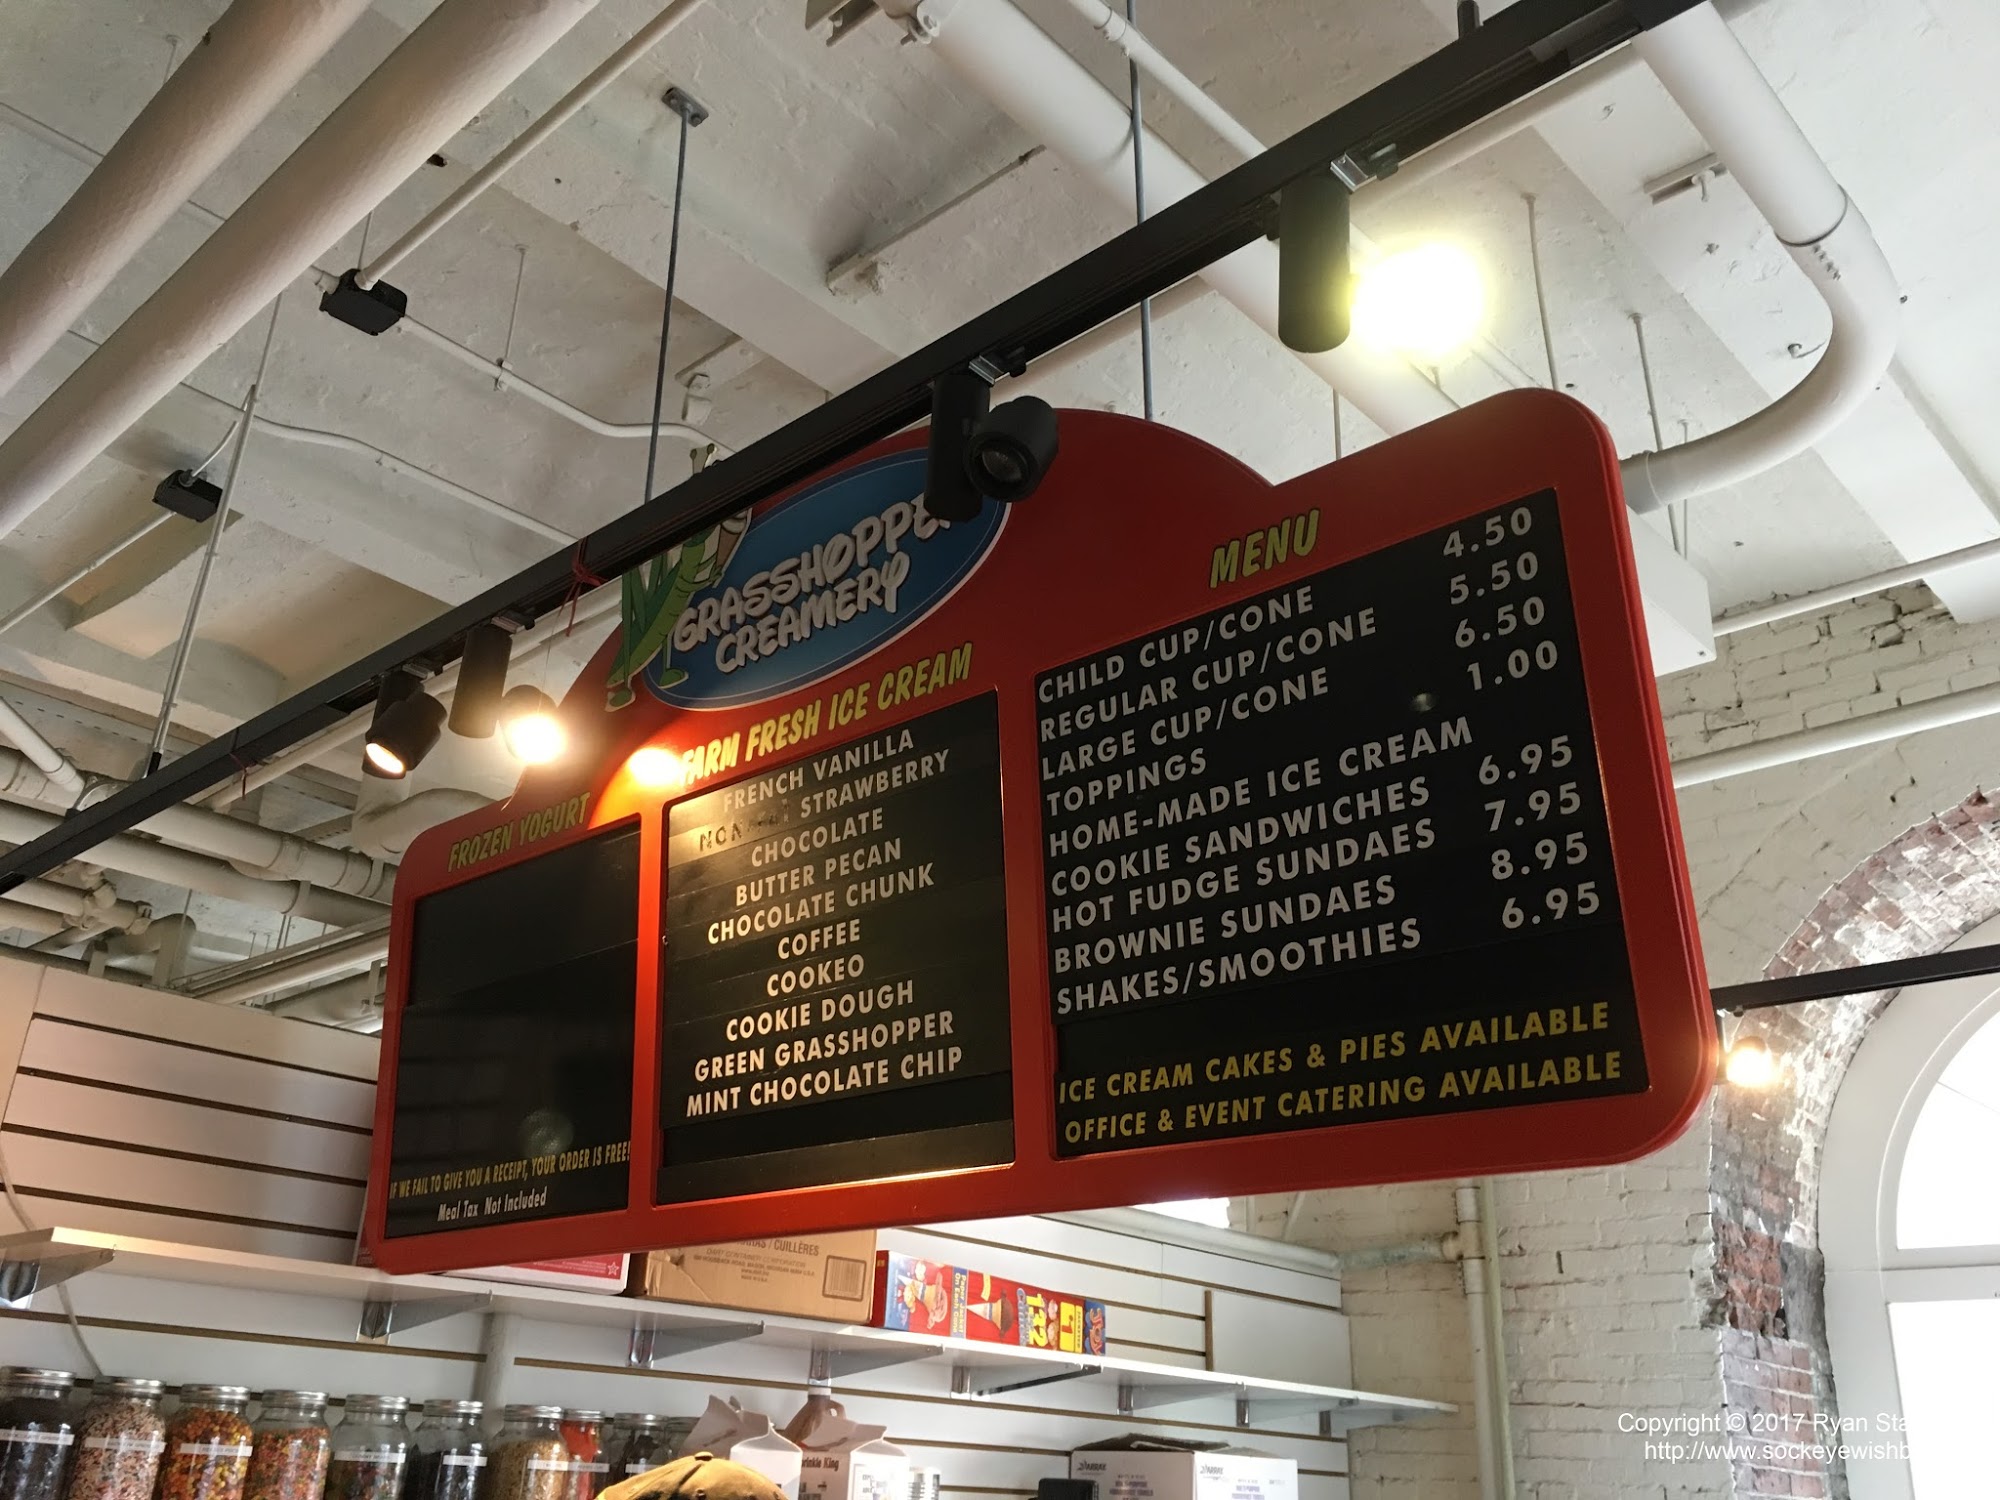 GRASSHOPPER
CREAMERY
FROZEN YOGURT
IF WE FAIL TO GIVE YOU A RECEIPT, YOUR ORDER IS FREE!
Meal Tax Not Included
FARM FRESH ICE CREAM
FRENCH VANILLA
STRAWBERRY
CHOCOLATE
BUTTER PECAN
CHOCOLATE CHUNK
COFFEE
COOKEO
COOKIE DOUGH
GREEN GRASSHOPPER
MINT CHOCOLATE CHIP
MENU
CHILD CUP/CONE 4.50
REGULAR CUP/CONE 5.50
LARGE CUP/CONE 6.50
TOPPINGS 1.00
HOME-MADE ICE CREAM
COOKIE SANDWICHES 6.95
HOT FUDGE SUNDAES 7.95
BROWNIE SUNDAES 8.95
SHAKES/SMOOTHIES 6.95
ICE CREAM CAKES & PIES AVAILABLE
OFFICE & EVENT CATERING AVAILABLE
/ CUILLÈRES
JOY
Copyright © 2017 Ryan
http://www.sockeyewishb